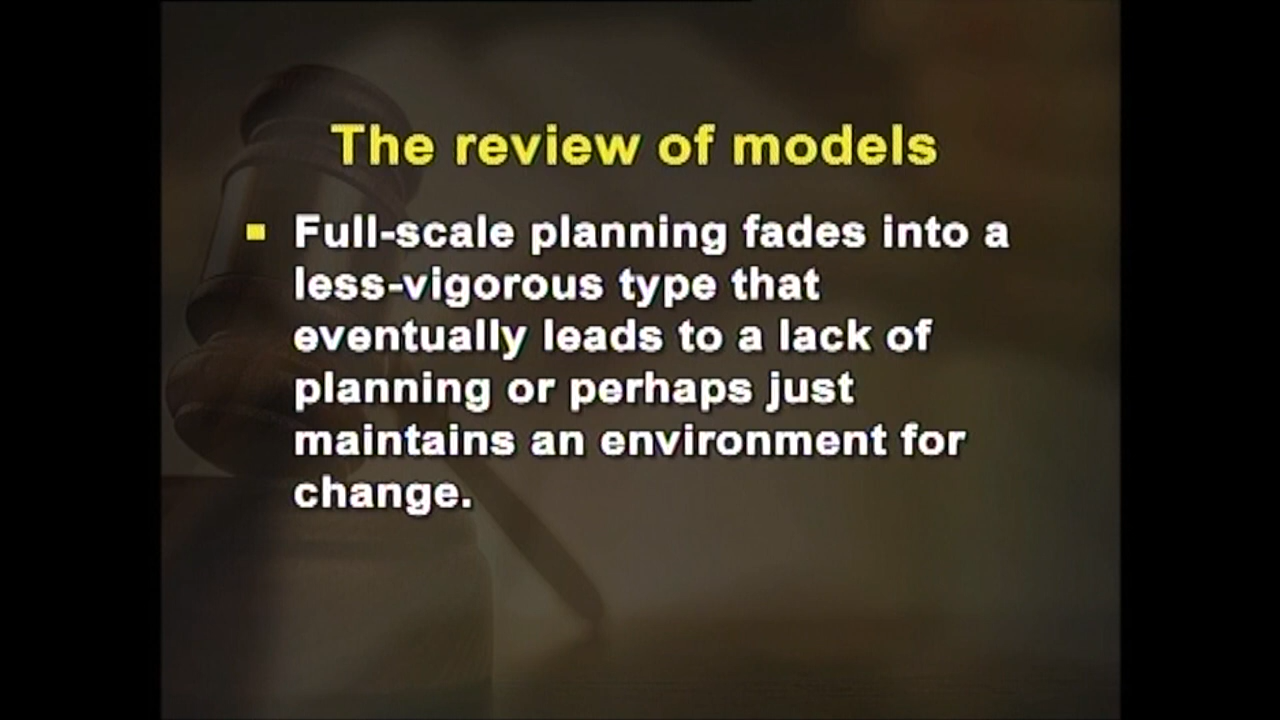 The review of models
Full-scale planning fades into a
less-vigorous type that
eventually leads to a lack of
planning or perhaps just
maintains an environment for
change.